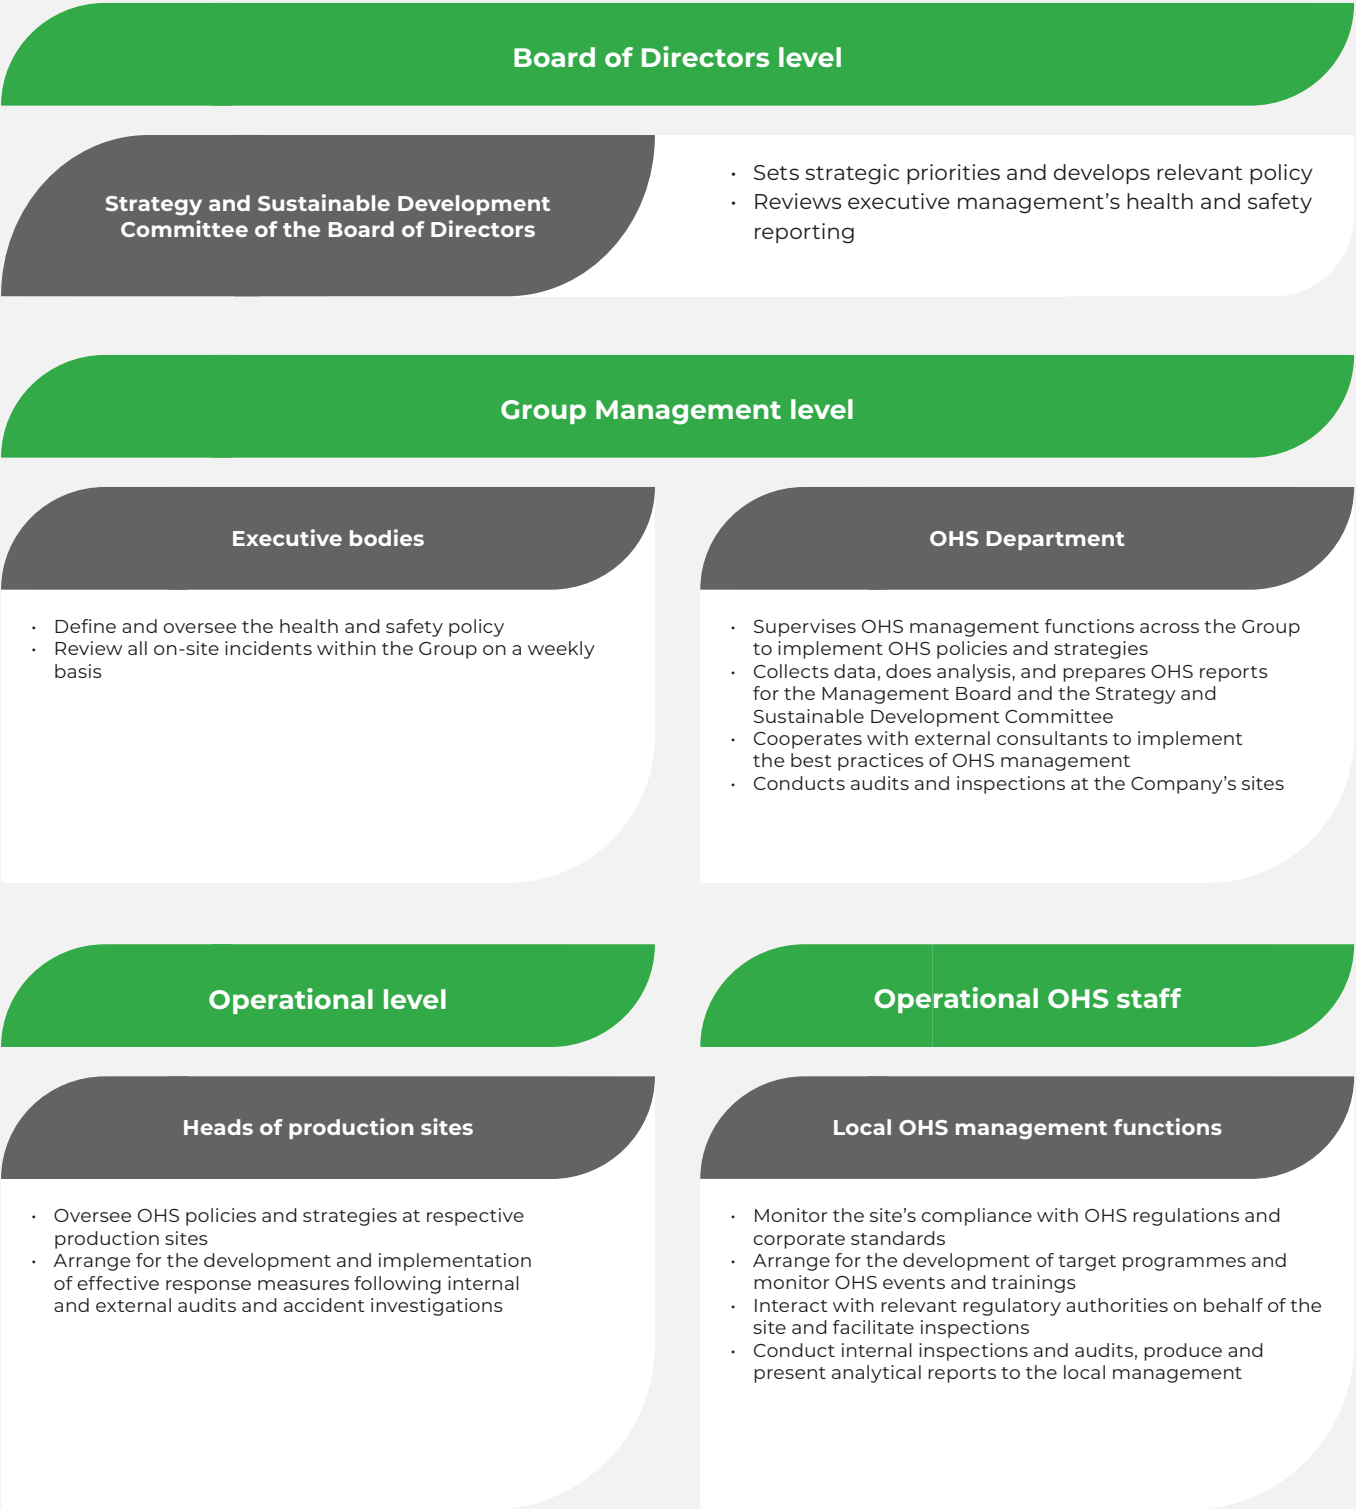 Board of Directors level
Strategy and Sustainable Development
Committee of the Board of Directors
• Sets strategic priorities and develops relevant policy
• Reviews executive management’s health and safety
reporting
Group Management level
Executive bodies
• Define and oversee the health and safety policy
• Review all on-site incidents within the Group on a weekly
basis
OHS Department
• Supervises OHS management functions across the Group
to implement OHS policies and strategies
• Collects data, does analysis, and prepares OHS reports
for the Management Board and the Strategy and
Sustainable Development Committee
• Cooperates with external consultants to implement
the best practices of OHS management
• Conducts audits and inspections at the Company’s sites
Operational level
Heads of production sites
• Oversee OHS policies and strategies at respective
production sites
• Arrange for the development and implementation
of effective response measures following internal
and external audits and accident investigations
Operational OHS staff
Local OHS management functions
• Monitor the site’s compliance with OHS regulations and
corporate standards
• Arrange for the development of target programmes and
monitor OHS events and trainings
• Interact with relevant regulatory authorities on behalf of the
site and facilitate inspections
• Conduct internal inspections and audits, produce and
present analytical reports to the local management